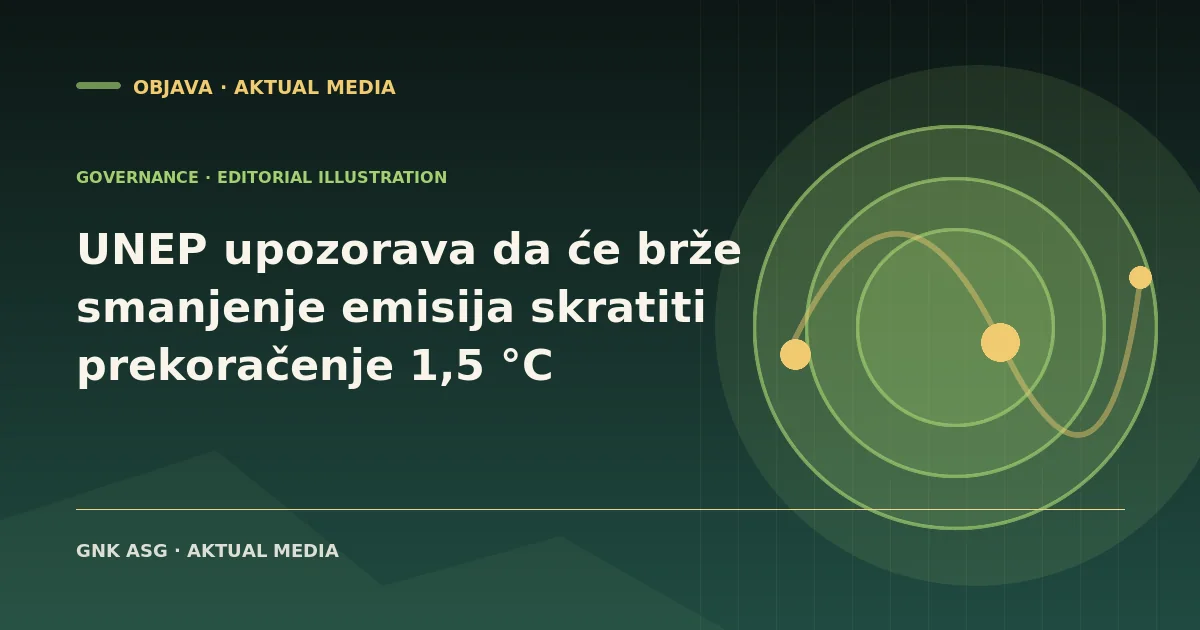 OBJAVA · AKTUAL MEDIA
GOVERNANCE · EDITORIAL ILLUSTRATION
UNEP upozorava da će brže
smanjenje emisija skratiti
prekoračenje 1,5 °C
GNK ASG · AKTUAL MEDIA